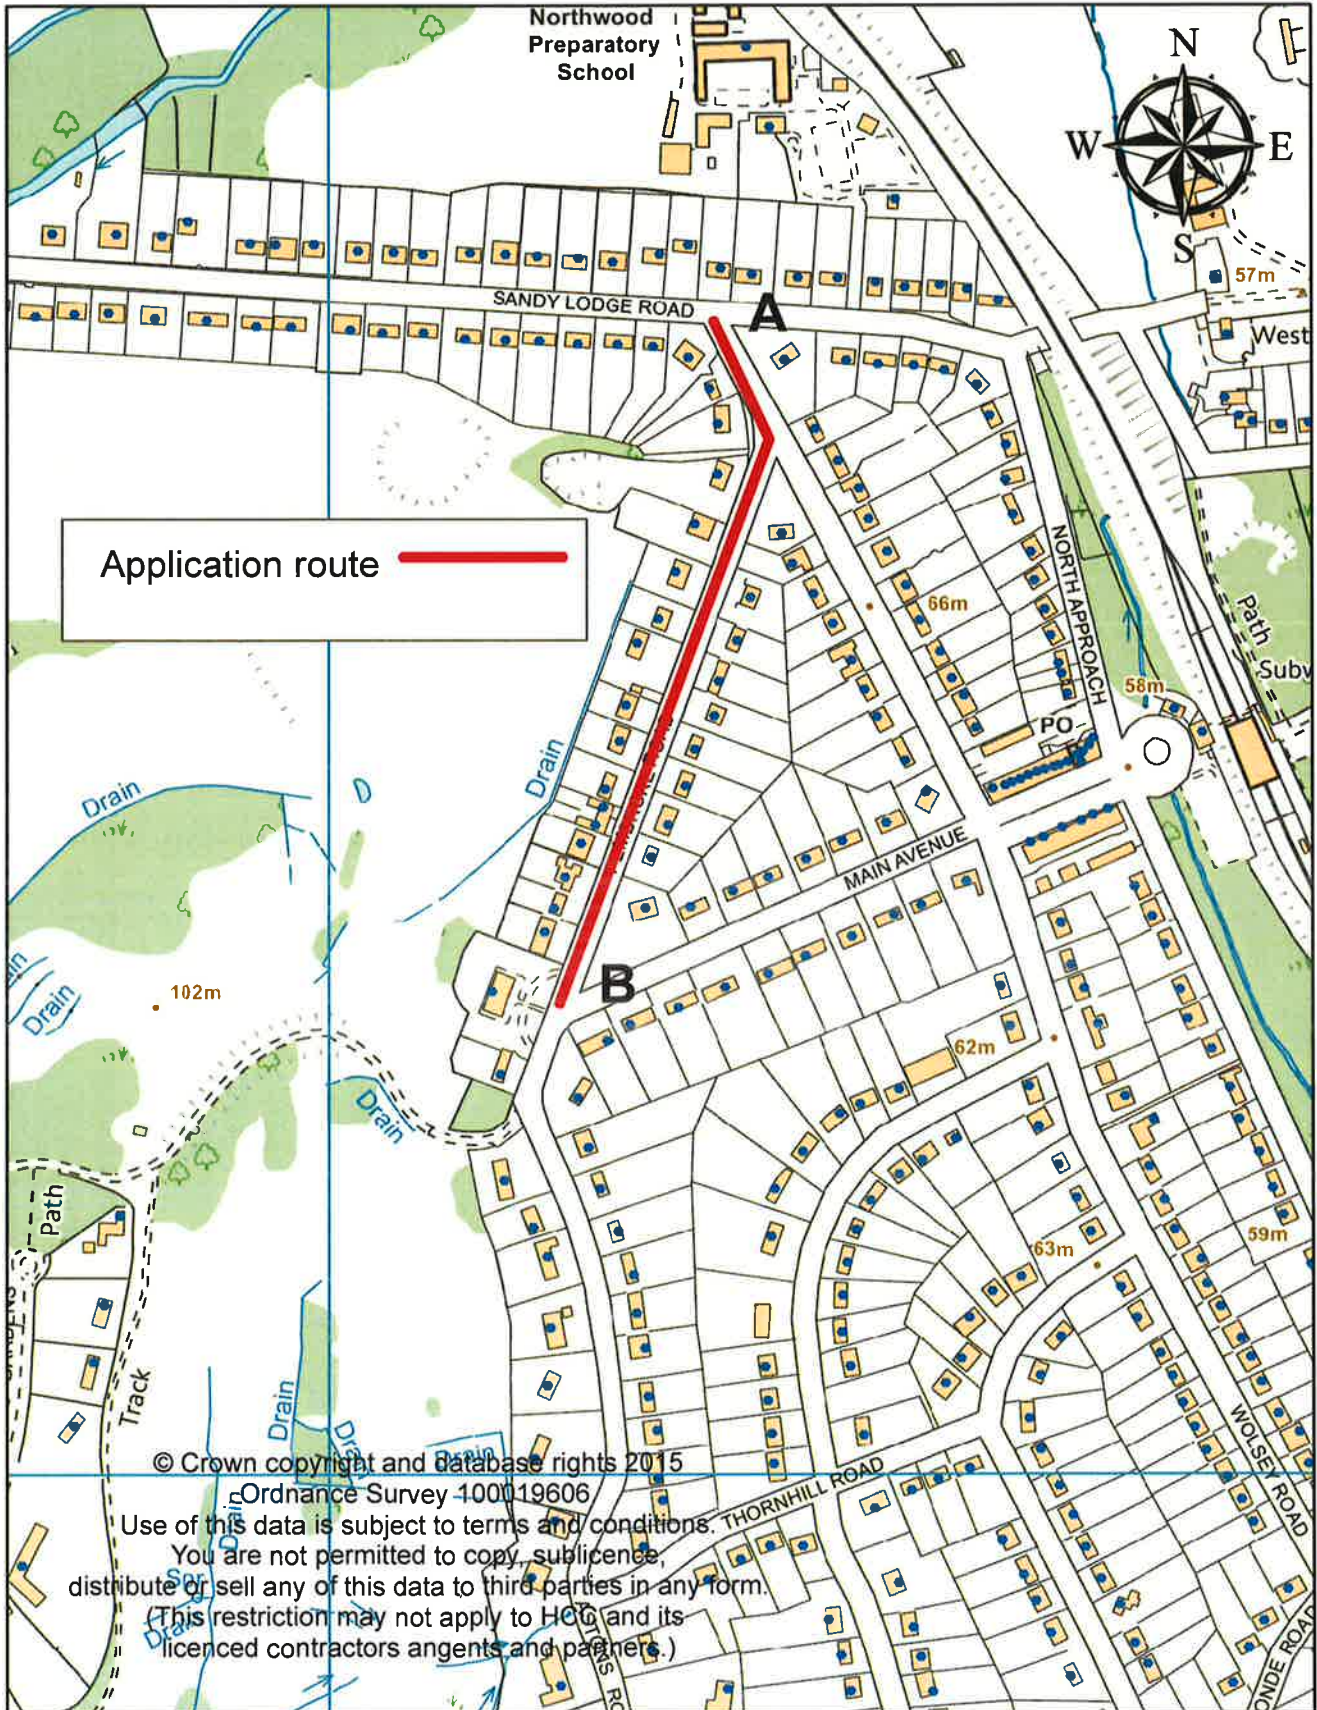 Northwood
Preparatory
School
N
W
E
S
57m
West
SANDY LODGE ROAD
A
Application route
NORTH APPROACH
66m
Path
58m
PO
Drain
Drain
MAIN AVENUE
B
102m
Drain
62m
Drain
Path
63m
59m
Track
Drain
Drain
WOLSEY ROAD
THORNHILL ROAD
© Crown copyright and database rights 2015
Ordnance Survey 100019606
Use of this data is subject to terms and conditions.
You are not permitted to copy, sublicence,
distribute or sell any of this data to third parties in any form.
(This restriction may not apply to HCC and its
licenced contractors angents and partners.)
Drain
Spr
Drain